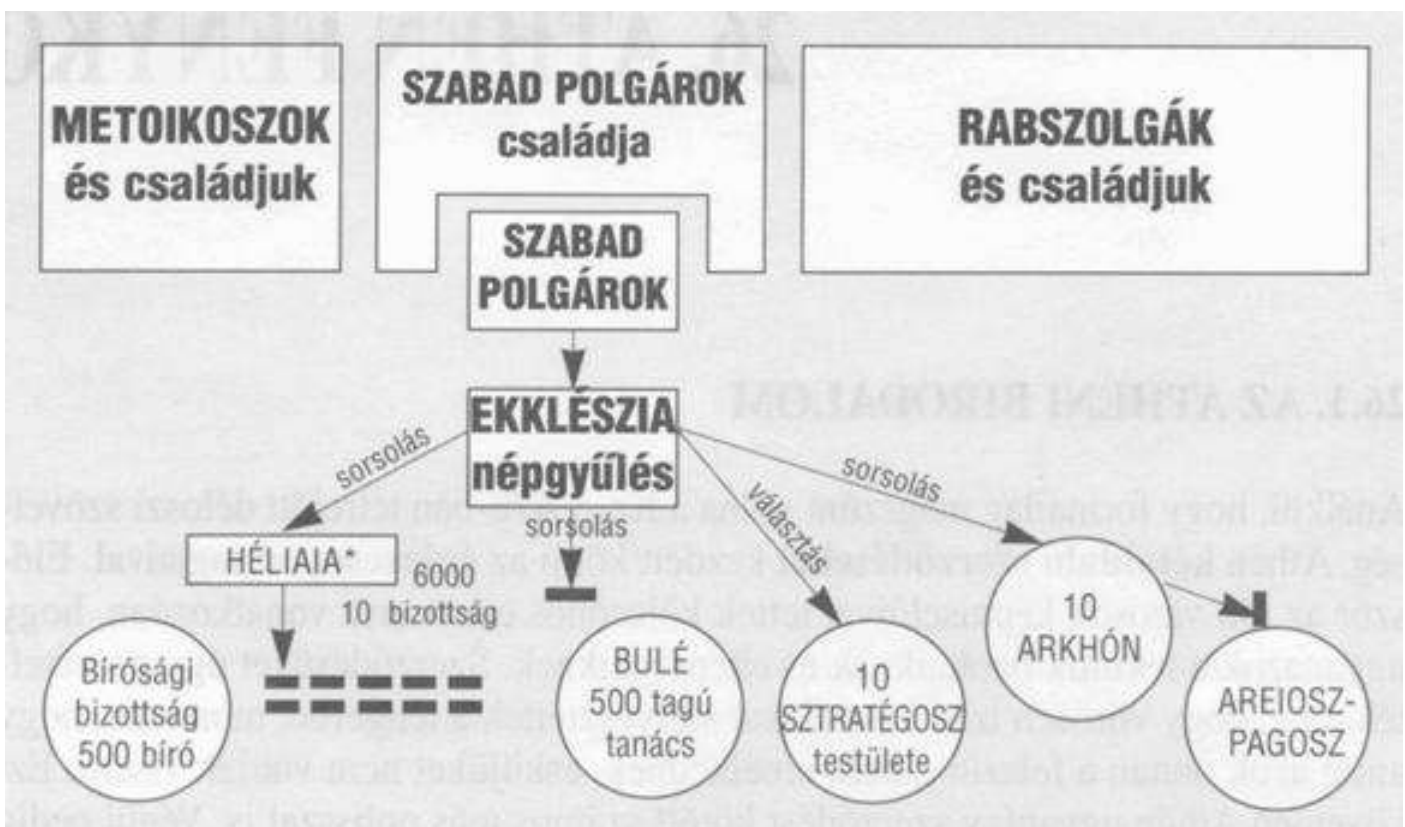 METOIKOSZOK
és családjuk
SZABAD POLGÁROK
családja
RABSZOLGÁK
és családjuk
SZABAD
POLGÁROK
EKKLÉSZIA
népgyűlés
sorsolás
sorsolás
választás
sorsolás
HÉLIAIA*
6000
10 bizottság
Bírósági
bizottság
500 bíró
BULÉ
500 tagú
tanács
10
SZTRATÉGOSZ
testülete
10
ARKHÓN
AREIOSZ-
PAGOSZ
26.1. AZ ATHÉNI BIRODALOM